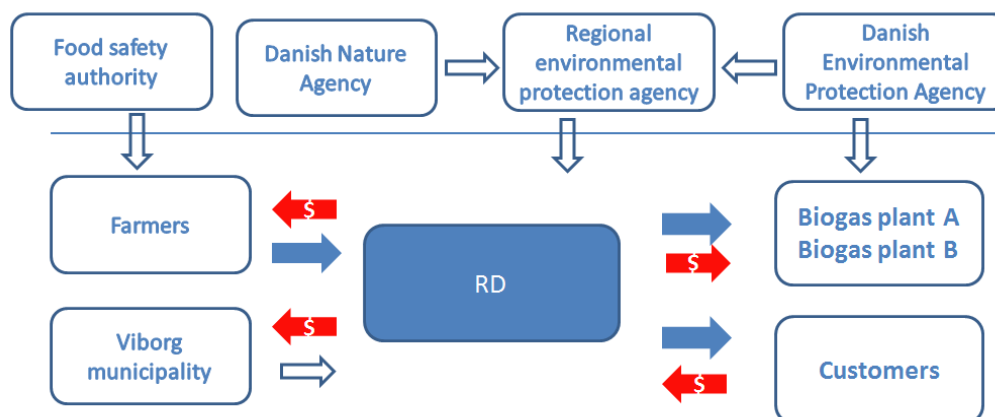 Food safety
authority
Danish Nature
Agency
Regional
environmental
protection agency
Danish
Environmental
Protection Agency
Farmers
$
RD
$
Biogas plant A
Biogas plant B
Viborg
municipality
$
$
Customers